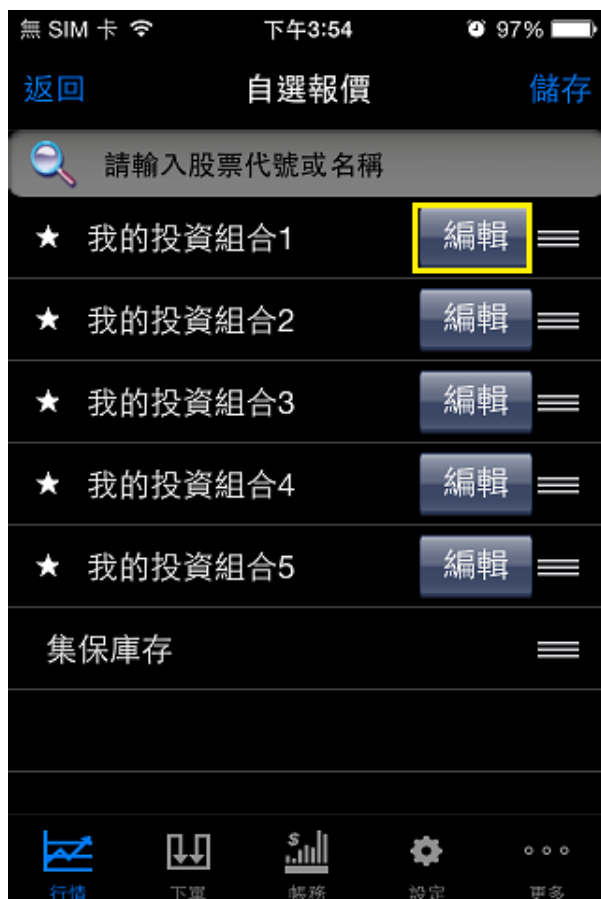 無 SIM 卡 下午3:54 97%
返回 自選報價 儲存
請輸入股票代號或名稱
★ 我的投資組合1 編輯
★ 我的投資組合2 編輯
★ 我的投資組合3 編輯
★ 我的投資組合4 編輯
★ 我的投資組合5 編輯
集保庫存
行情 下單 帳務 設定 更多